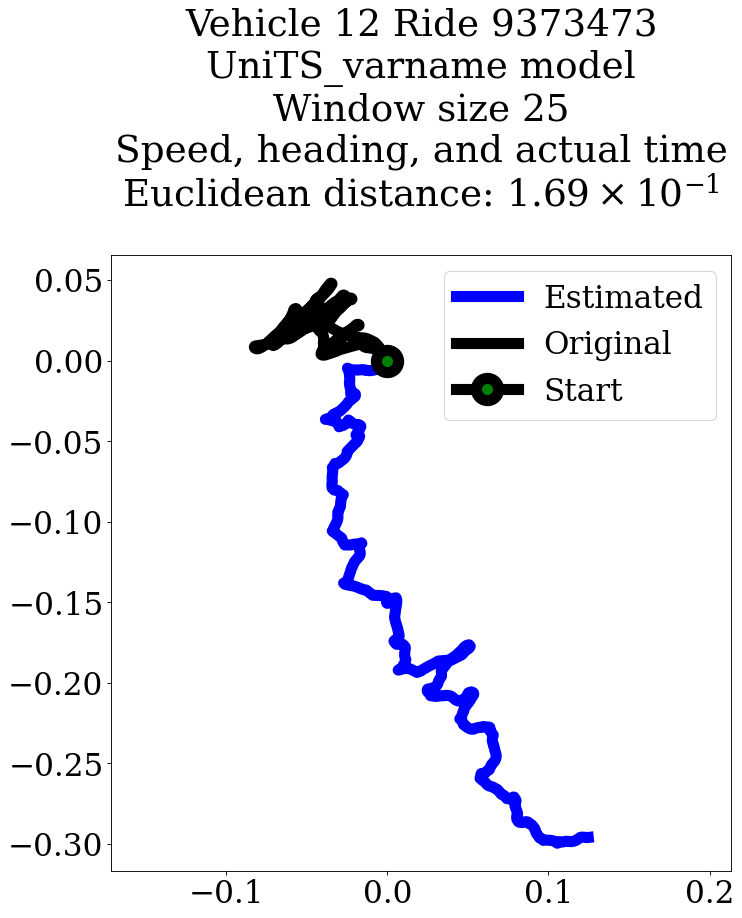 Vehicle 12 Ride 9373473
UniTS_varname model
Window size 25
Speed, heading, and actual time
Euclidean distance: 1.69 × 10⁻¹
Estimated
Original
Start
0.05
0.00
−0.05
−0.10
−0.15
−0.20
−0.25
−0.30
−0.1
0.0
0.1
0.2